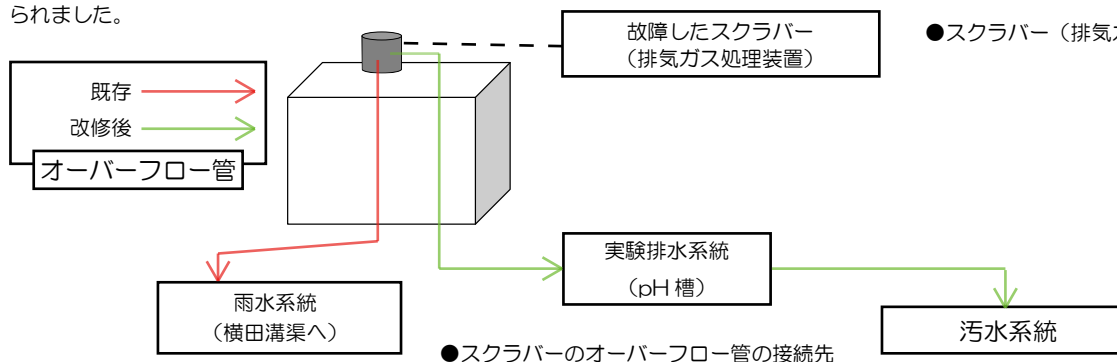 られました。
故障したスクラバー
（排気ガス処理装置）
●スクラバー（排気
既存
改修後
オーバーフロー管
実験排水系統
（pH 槽）
雨水系統
（横田溝渠へ）
汚水系統
●スクラバーのオーバーフロー管の接続先